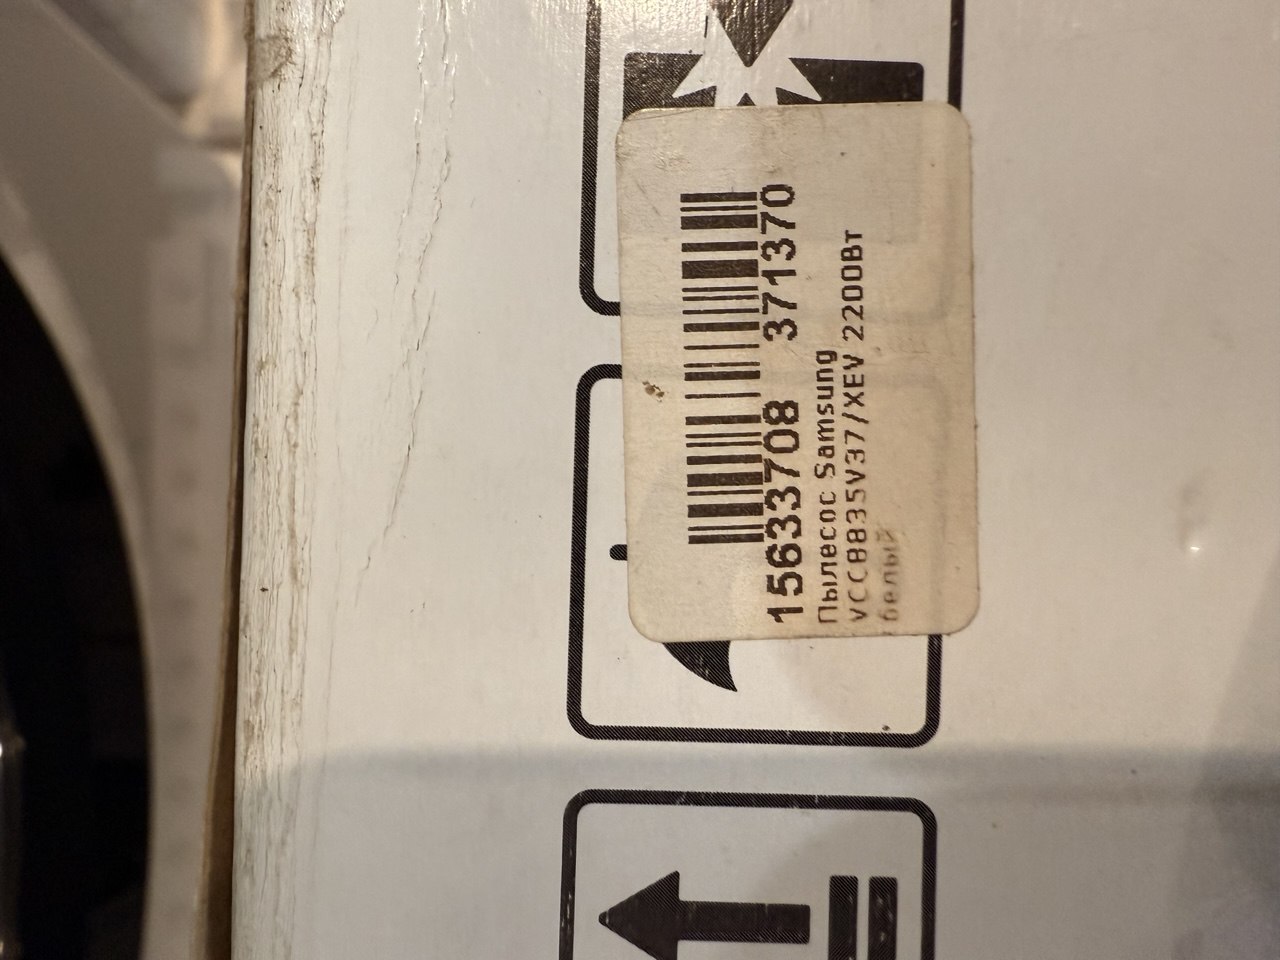 15633708 371370
Пылесос Samsung
VCC8835V37/XEV 2200Вт
белый